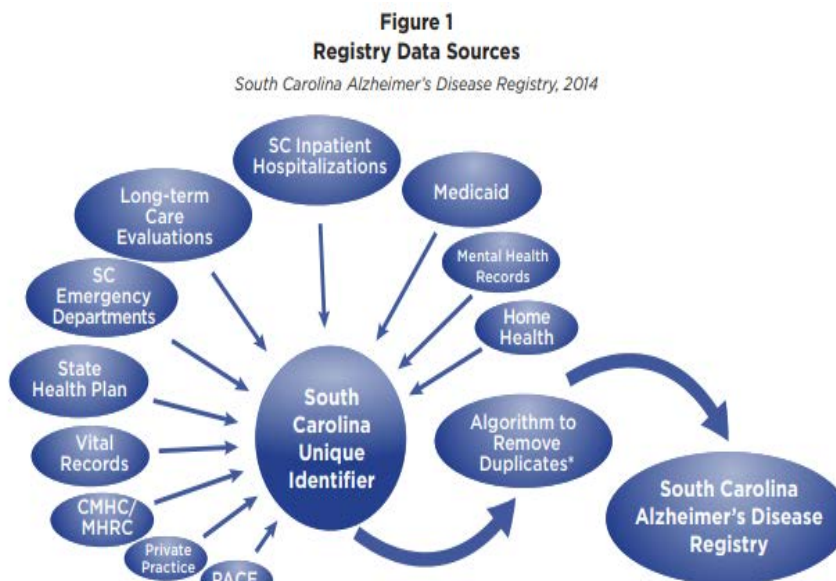 Figure 1
Registry Data Sources
South Carolina Alzheimer's Disease Registry, 2014
SC Inpatient
Hospitalizations
Medicaid
Long-term
Care
Evaluations
Mental Health
Records
SC
Emergency
Departments
Home
Health
State
Health Plan
South
Carolina
Unique
Identifier
Algorithm to
Remove
Duplicates*
Vital
Records
CMHC/
MHRC
South Carolina
Alzheimer's Disease
Registry
Private
Practice
PACE